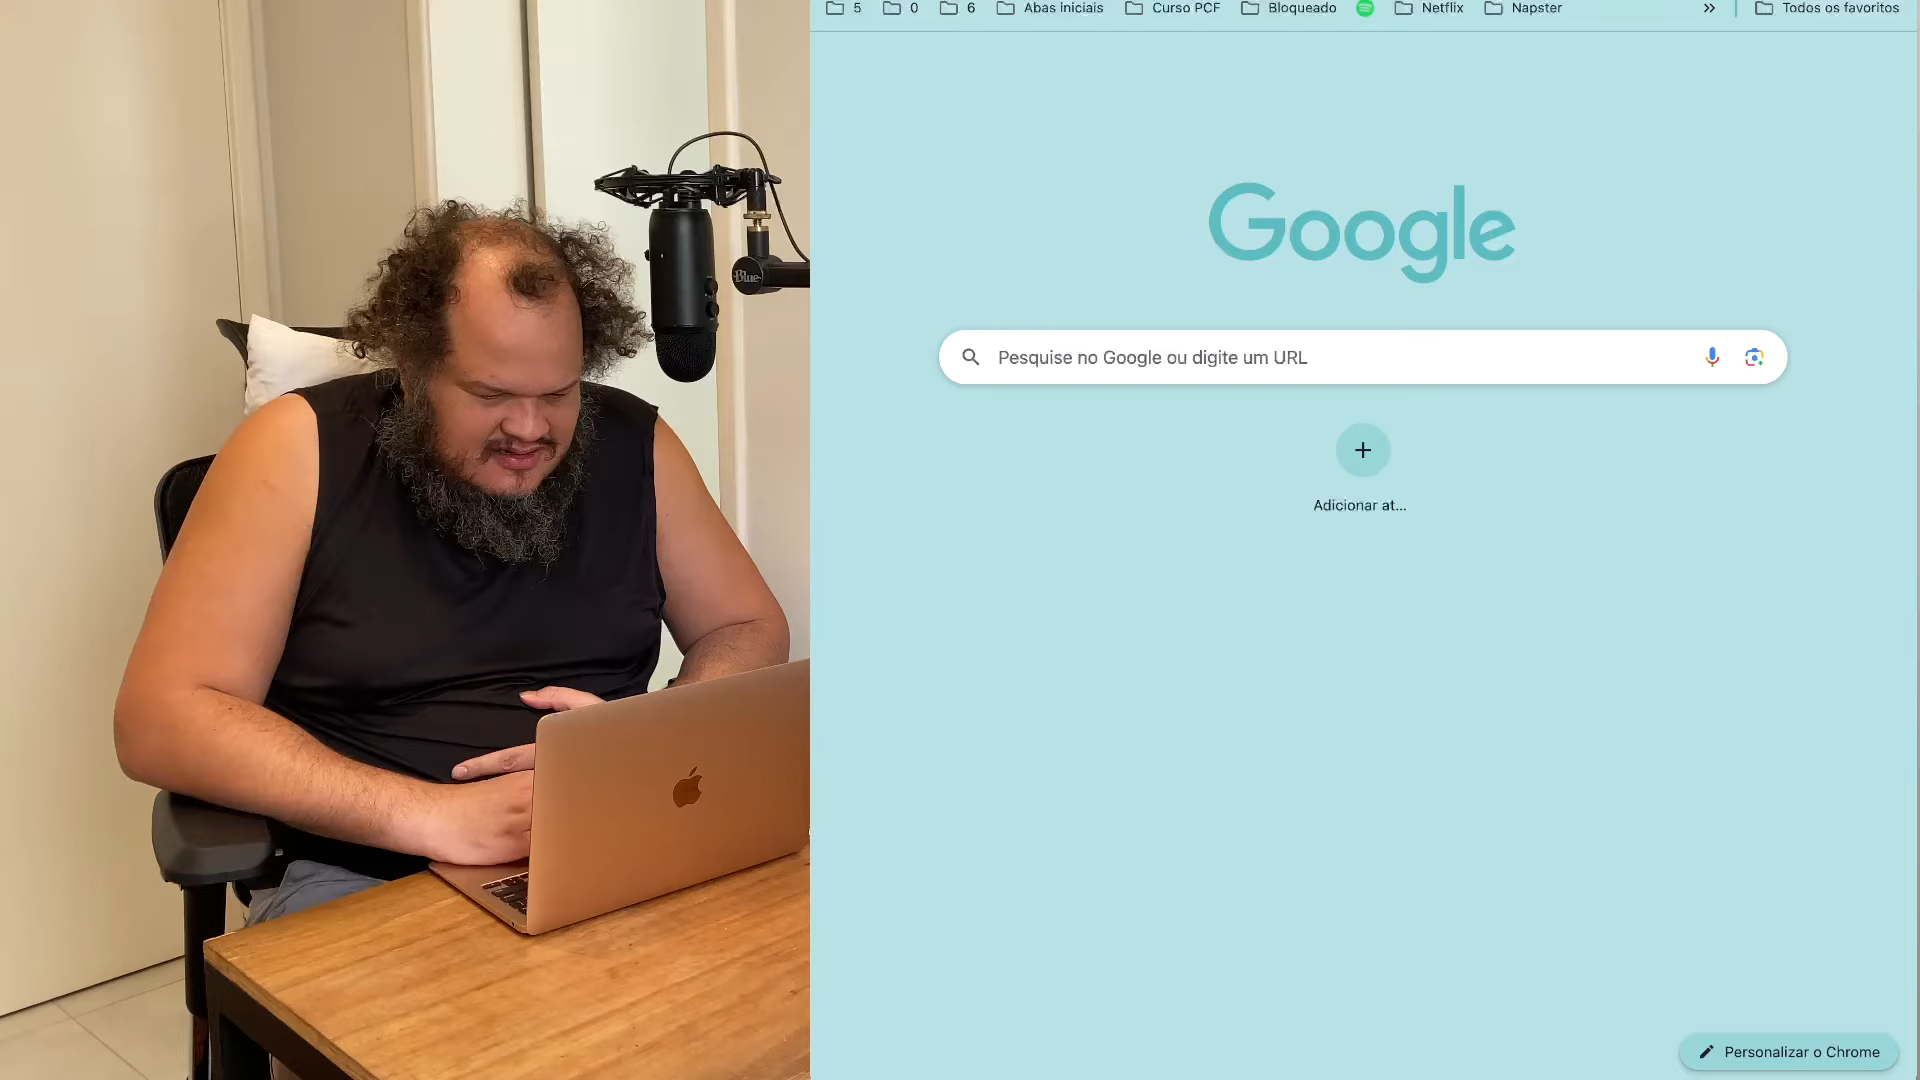 5 0 6 Abas iniciais Curso PCF Bloqueado Netflix Napster » Todos os favoritos
Google
Pesquise no Google ou digite um URL
Adicionar at...
Blue
Personalizar o Chrome